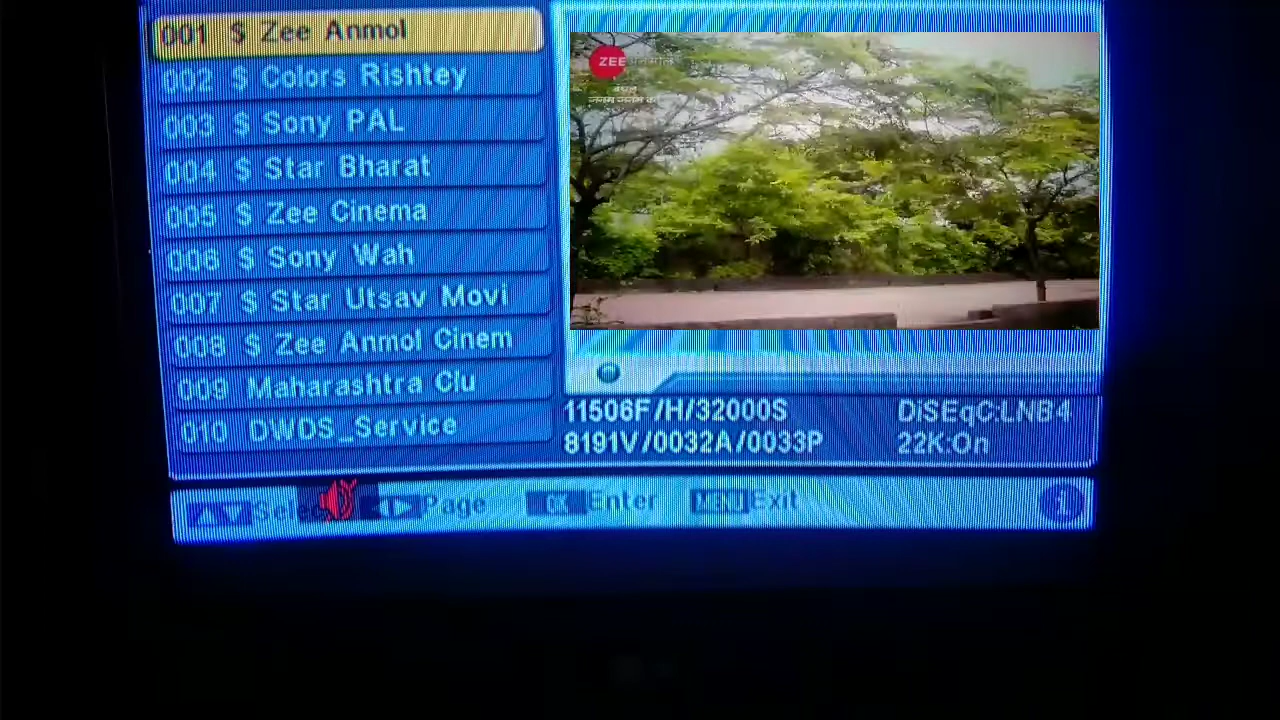 001 $ Zee Anmol
002 $ Colors Rishtey
003 $ Sony PAL
004 $ Star Bharat
005 $ Zee Cinema
006 $ Sony Wah
007 $ Star Utsav Movi
008 $ Zee Anmol Cinem
009 Maharashtra Clu
010 DWDS_Service
ZEE अनमोल
11506F/H/32000S
DiSEqC:LNB4
8191V/0032A/0033P
22K:On
Page
OK Enter
MENU Exit
i